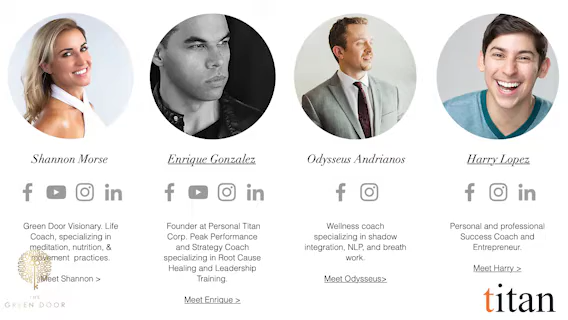 Shannon Morse
Enrique Gonzalez
Odysseus Andrianos
Harry Lopez
Green Door Visionary. Life
Coach, specializing in
meditation, nutrition, &
movement practices.
Meet Shannon >
Founder at Personal Titan
Corp. Peak Performance
and Strategy Coach
specializing in Root Cause
Healing and Leadership
Training.
Meet Enrique >
Wellness coach
specializing in shadow
integration, NLP, and breath
work.
Meet Odysseus>
Personal and professional
Success Coach and
Entrepreneur.
Meet Harry >
THE
GREEN DOOR
titan